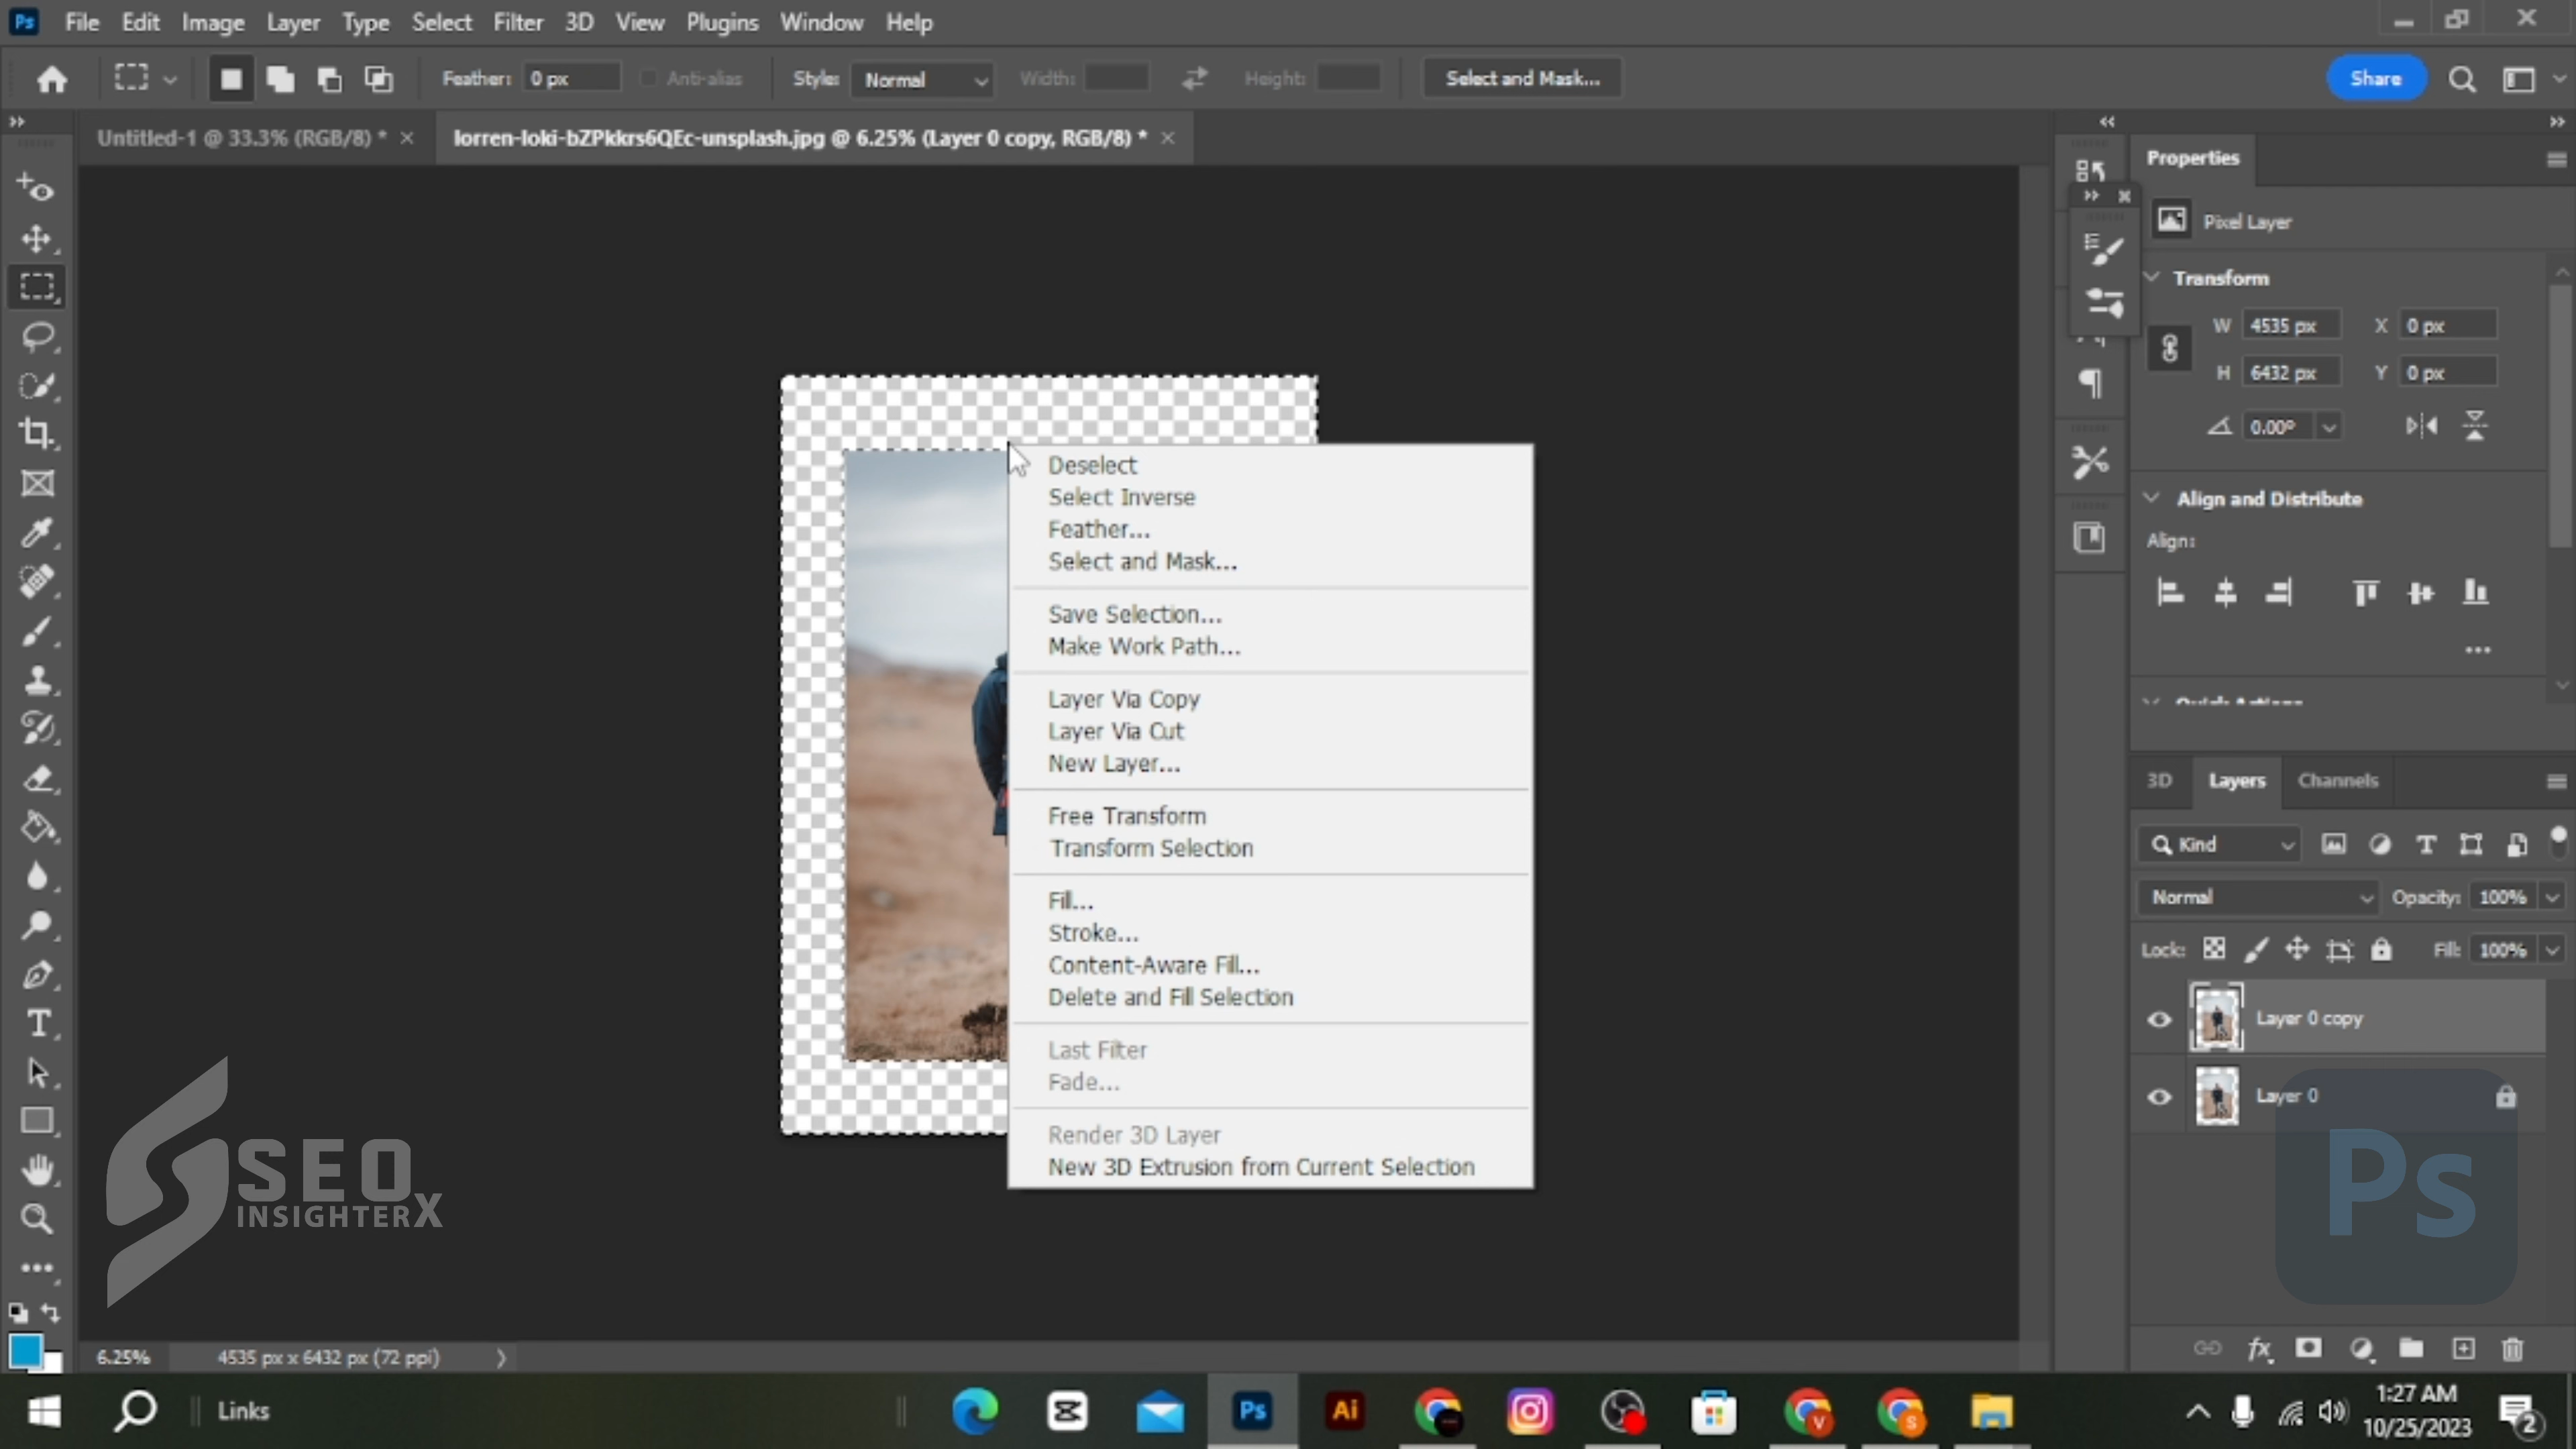 Ps File Edit Image Layer Type Select Filter 3D View Plugins Window Help
Feather: 0 px Anti-alias Style: Normal Width: Height: Select and Mask... Share
Untitled-1 @ 33.3% (RGB/8) * × lorren-loki-bZPkkrs6QEc-unsplash.jpg @ 6.25% (Layer 0 copy, RGB/8) * ×
Properties
Pixel Layer
Transform
W 4535 px X 0 px
H 6432 px Y 0 px
0.00°
Align and Distribute
Align:
Quick Actions
Deselect
Select Inverse
Feather...
Select and Mask...
Save Selection...
Make Work Path...
Layer Via Copy
Layer Via Cut
New Layer...
Free Transform
Transform Selection
Fill...
Stroke...
Content-Aware Fill...
Delete and Fill Selection
Last Filter
Fade...
Render 3D Layer
New 3D Extrusion from Current Selection
3D Layers Channels
Kind
Normal Opacity: 100%
Lock: Fill: 100%
Layer 0 copy
Layer 0
Ps
SEO
INSIGHTERX
6.25% 4535 px x 6432 px (72 ppi)
Links
Ps
Ai
V
S
1:27 AM
10/25/2023
2